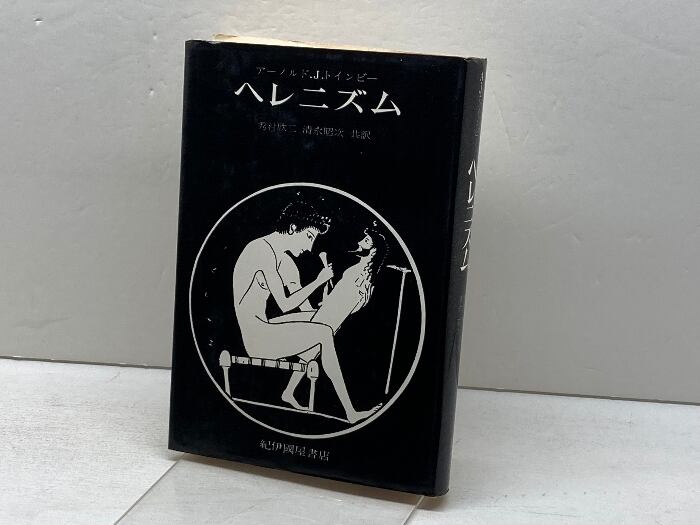 アーノルド.J.トインビー
ヘレニズム
秀村欣二 清永昭次 共訳
紀伊國屋書店
ヘレニズム